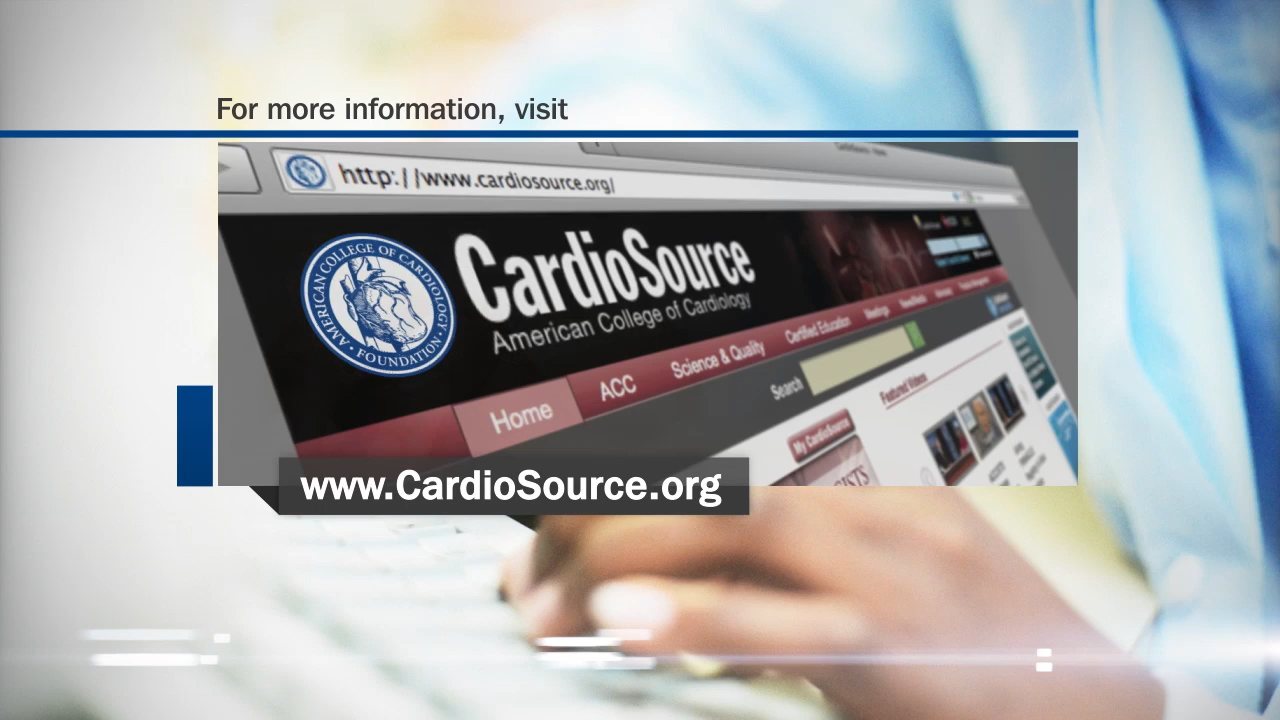 For more information, visit
http://www.cardiosource.org/
AMERICAN COLLEGE OF CARDIOLOGY
FOUNDATION
CardioSource
American College of Cardiology
Home
ACC
Science & Quality
Certified Education
Meetings
Search
Featured Videos
My CardioSource
www.CardioSource.org